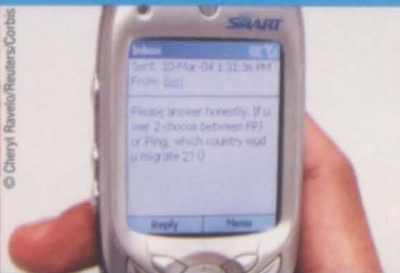 © Cheryl Ravelo/Reuters/Corbis
SMART
Inbox
Sent: 10-Mar-04 1:31:36 PM
From:
Please answer honestly. If u
wer 2 choose between FPJ
or Ping, which country wud
u migrate 2? Ü
Reply Menu